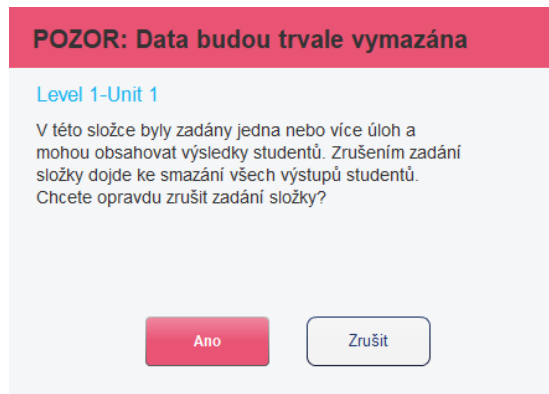 POZOR: Data budou trvale vymazána
Level 1-Unit 1
V této složce byly zadány jedna nebo více úloh a
mohou obsahovat výsledky studentů. Zrušením zadání
složky dojde ke smazání všech výstupů studentů.
Chcete opravdu zrušit zadání složky?
Ano
Zrušit